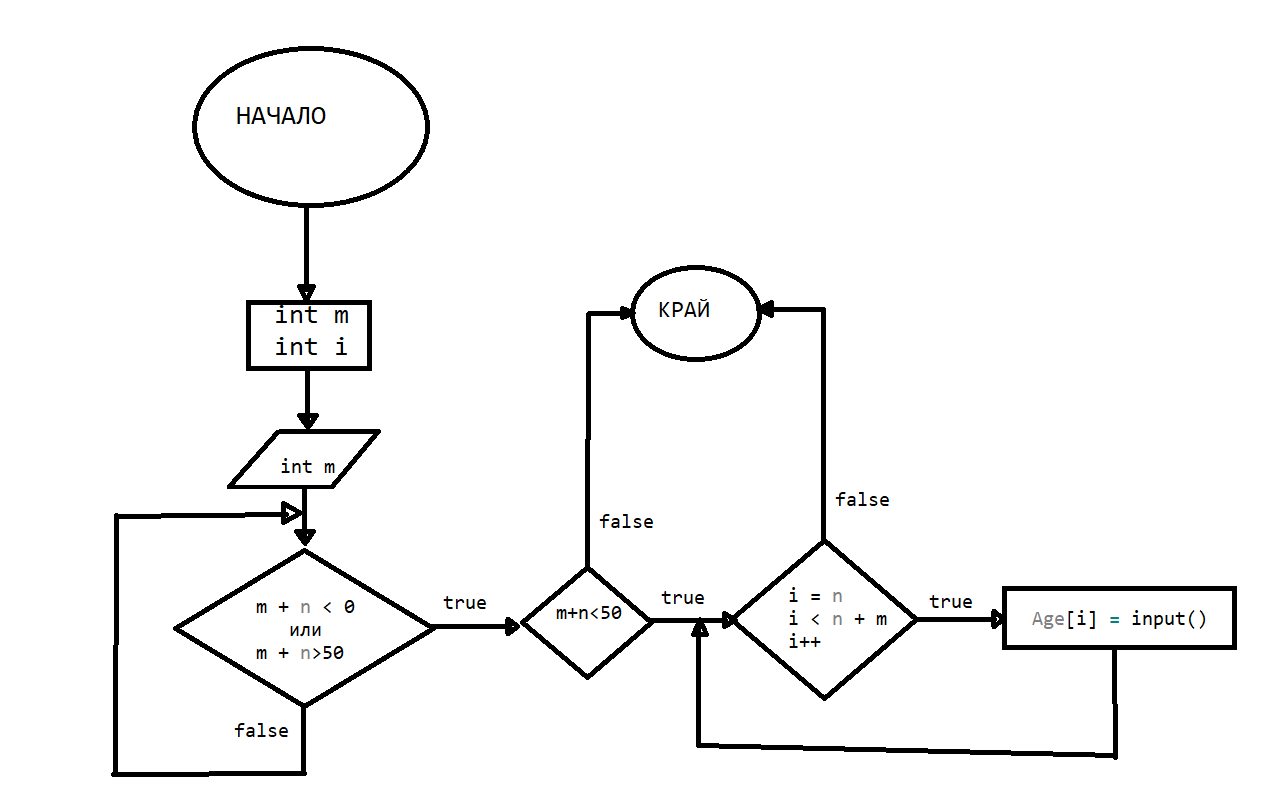 НАЧАЛО
int m
int i
int m
m + n < 0
или
m + n>50
false
true
m+n<50
false
true
КРАЙ
i = n
i < n + m
i++
false
true
Age[i] = input()